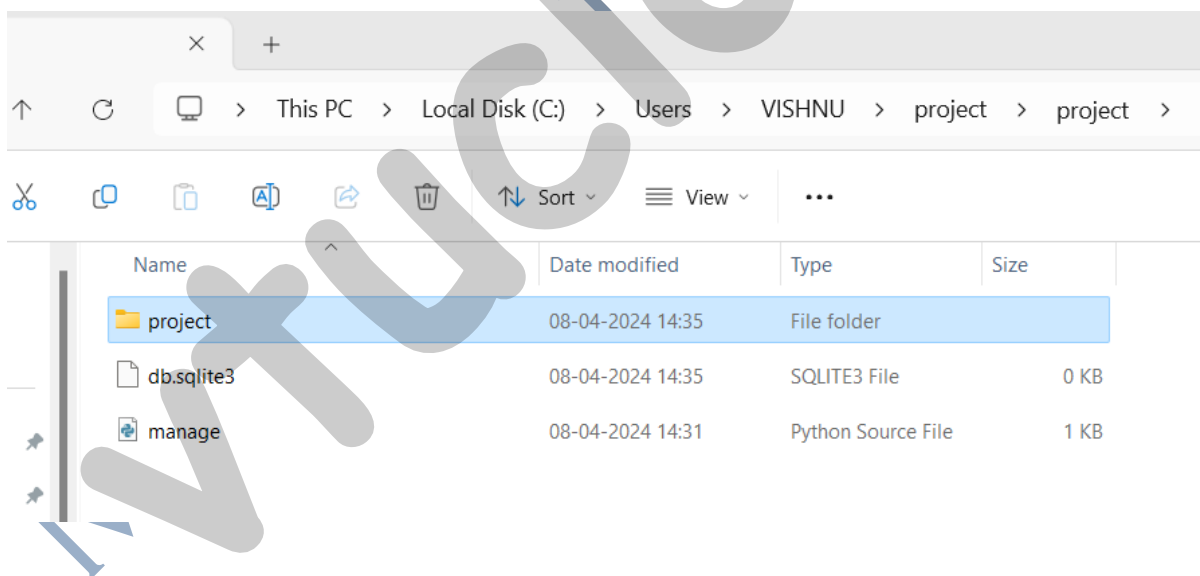 This PC > Local Disk (C:) > Users > VISHNU > project > project >
Sort View
Name Date modified Type Size
project 08-04-2024 14:35 File folder
db.sqlite3 08-04-2024 14:35 SQLITE3 File 0 KB
manage 08-04-2024 14:31 Python Source File 1 KB
vtuc